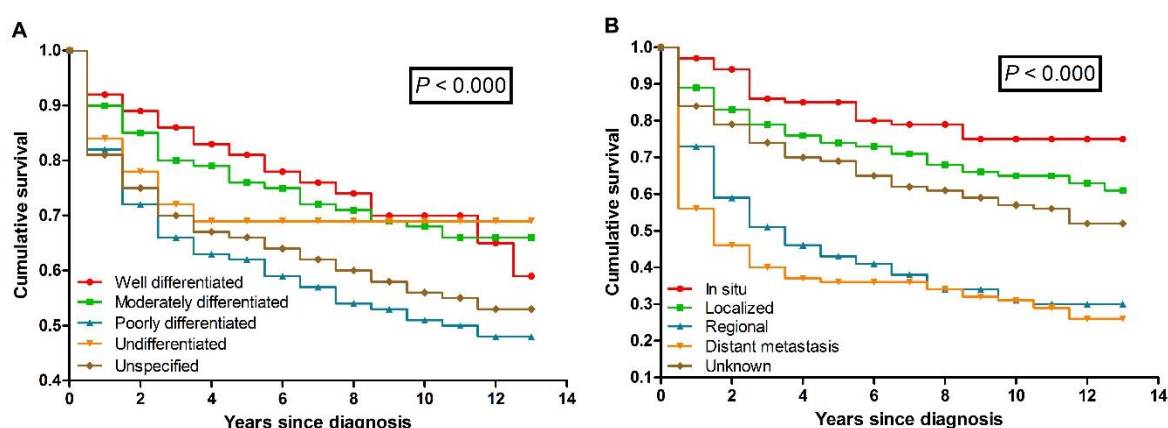 A
P < 0.000
Cumulative survival
1.0
0.9
0.8
0.7
0.6
0.5
0.4
Well differentiated
Moderately differentiated
Poorly differentiated
Undifferentiated
Unspecified
0 2 4 6 8 10 12 14
Years since diagnosis
B
P < 0.000
Cumulative survival
1.0
0.9
0.8
0.7
0.6
0.5
0.4
0.3
0.2
0.1
In situ
Localized
Regional
Distant metastasis
Unknown
0 2 4 6 8 10 12 14
Years since diagnosis